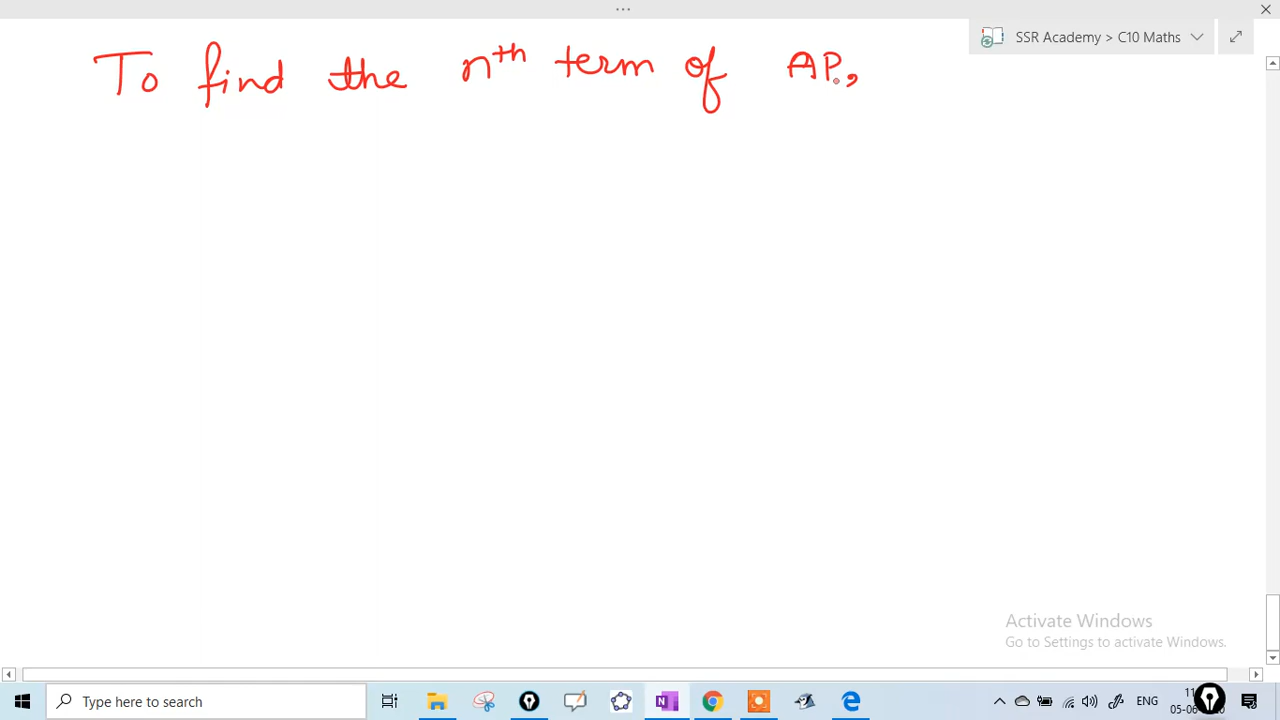 SSR Academy > C10 Maths
To find the nth term of AP,
Activate Windows
Go to Settings to activate Windows.
Type here to search
ENG